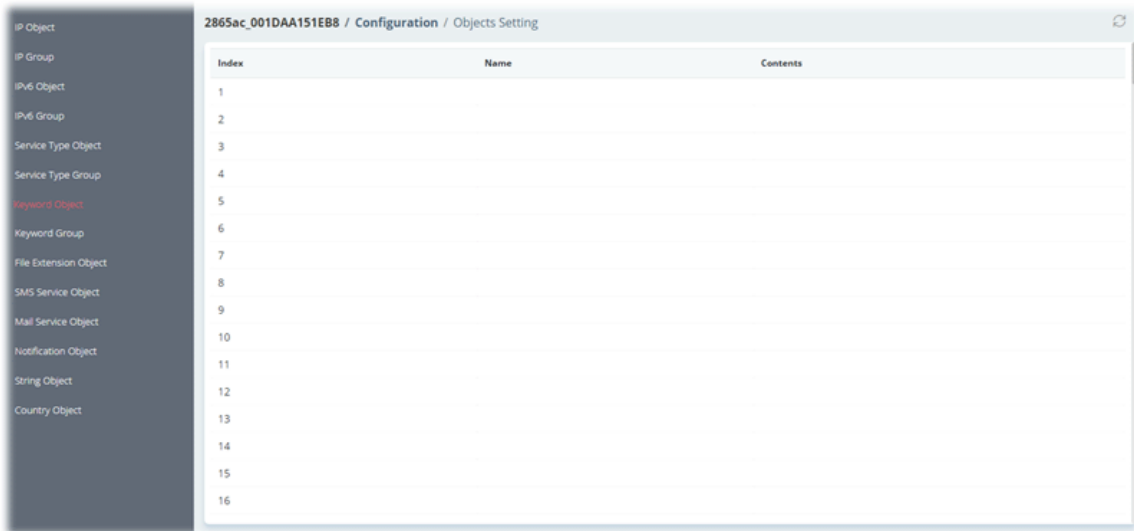 IP Object
IP Group
IPv6 Object
IPv6 Group
Service Type Object
Service Type Group
Keyword Object
Keyword Group
File Extension Object
SMS Service Object
Mail Service Object
Notification Object
String Object
Country Object
2865ac_001DAA151EB8 / Configuration / Objects Setting
Index Name Contents
1
2
3
4
5
6
7
8
9
10
11
12
13
14
15
16